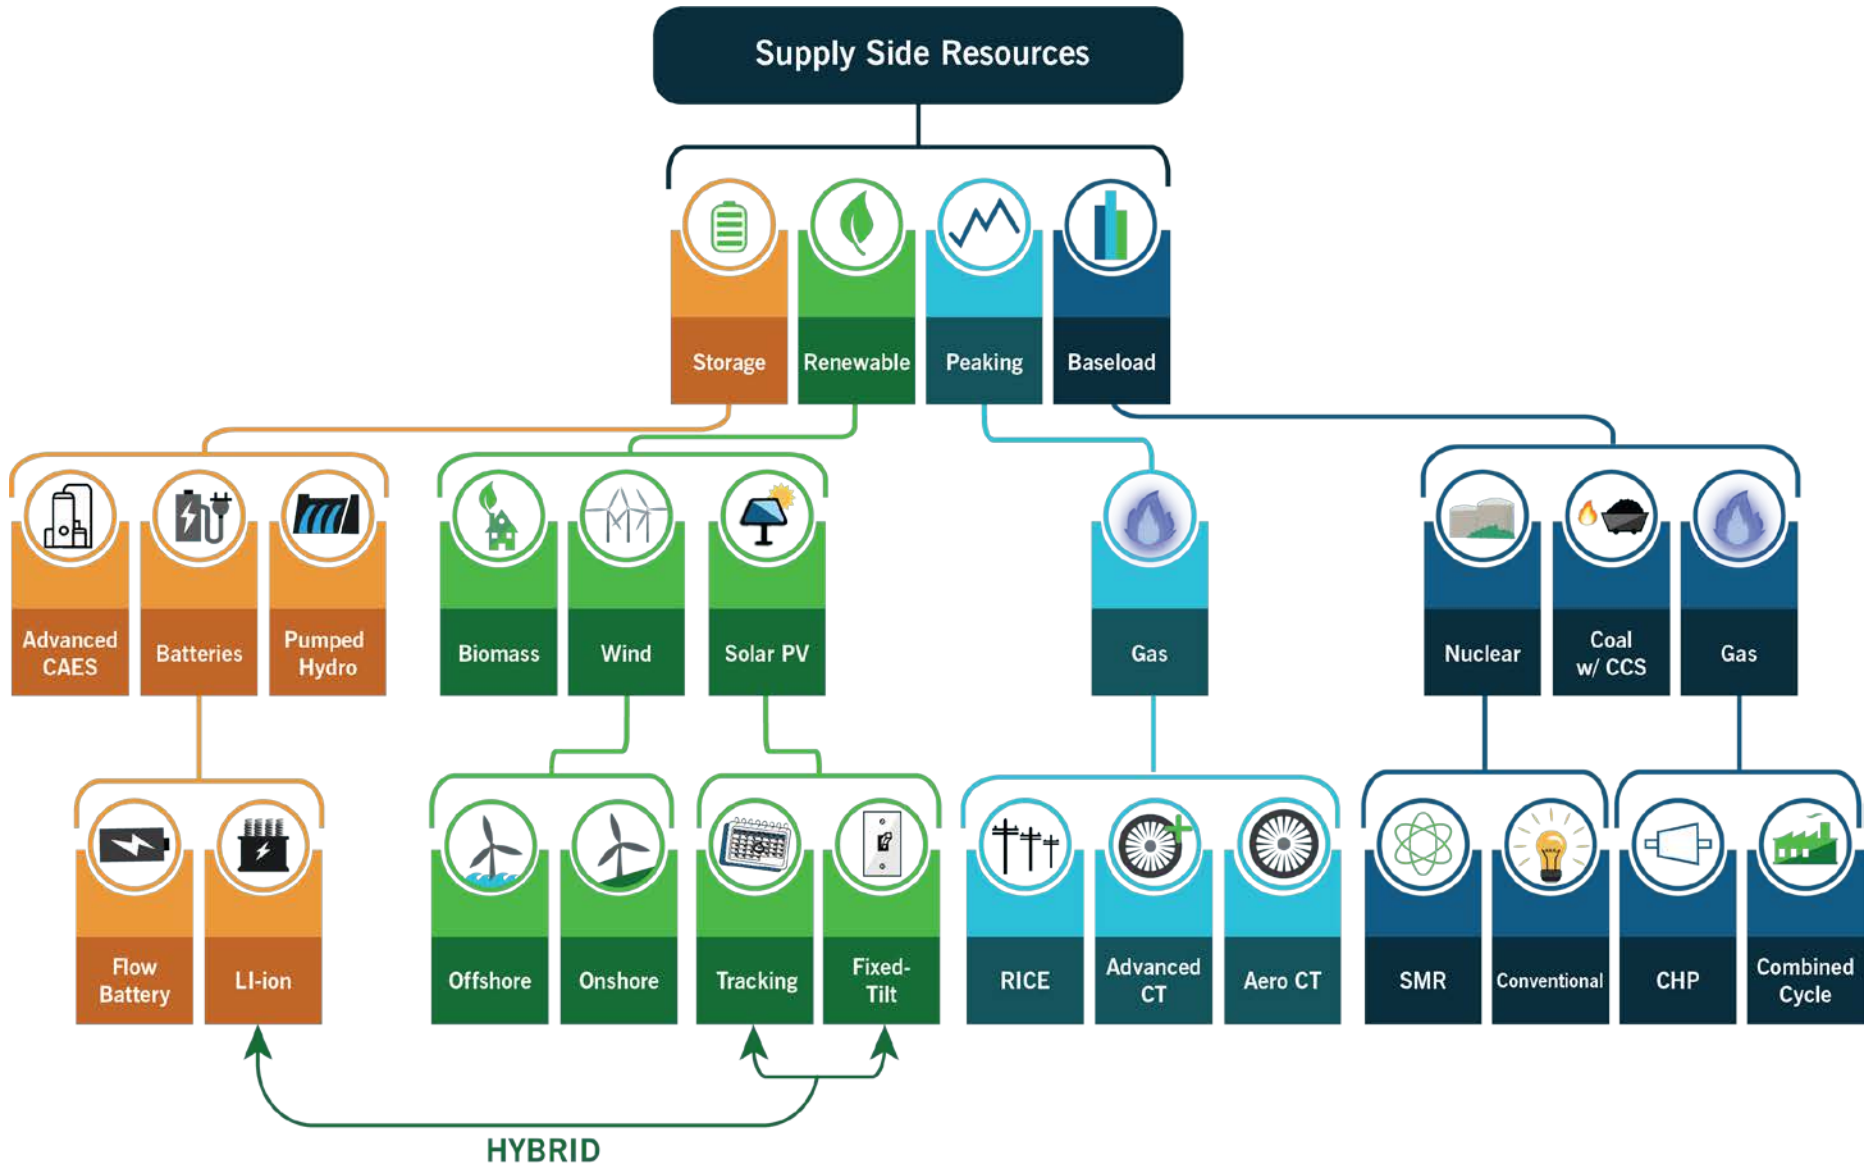 Supply Side Resources
Storage
Renewable
Peaking
Baseload
Advanced
CAES
Batteries
Pumped
Hydro
Biomass
Wind
Solar PV
Gas
Nuclear
Coal
w/ CCS
Gas
Flow
Battery
LI-ion
Offshore
Onshore
Tracking
Fixed-
Tilt
RICE
Advanced
CT
Aero CT
SMR
Conventional
CHP
Combined
Cycle
HYBRID